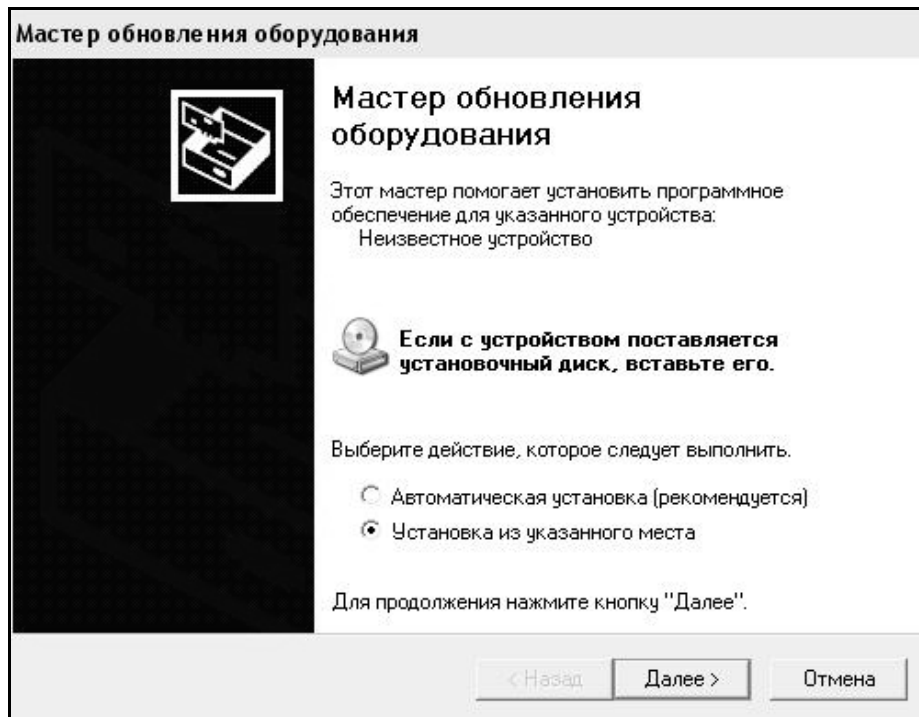 Мастер обновления оборудования
Мастер обновления
оборудования
Этот мастер помогает установить программное
обеспечение для указанного устройства:
Неизвестное устройство
Если с устройством поставляется
установочный диск, вставьте его.
Выберите действие, которое следует выполнить.
Автоматическая установка (рекомендуется)
Установка из указанного места
Для продолжения нажмите кнопку "Далее".
< Назад Далее > Отмена